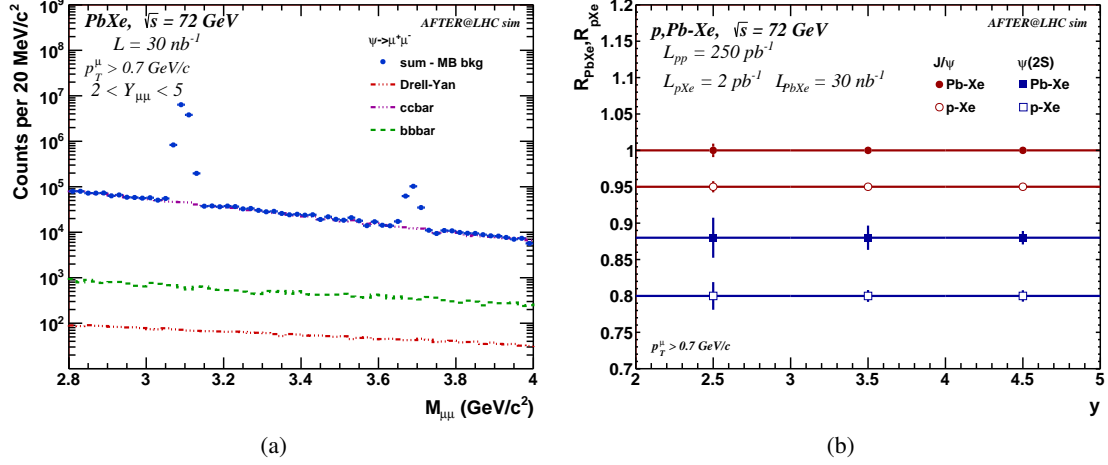 PbXe, √s = 72 GeV
AFTER@LHC sim
L = 30 nb⁻¹
ψ->μ⁺μ⁻
p_T^μ > 0.7 GeV/c
2 < Y_μμ < 5
sum - MB bkg
Drell-Yan
ccbar
bbbar
Counts per 20 MeV/c²
10⁹
10⁸
10⁷
10⁶
10⁵
10⁴
10³
10²
2.8 3 3.2 3.4 3.6 3.8 4
M_μμ (GeV/c²)
(a)
p,Pb-Xe, √s = 72 GeV
AFTER@LHC sim
L_pp = 250 pb⁻¹
L_pXe = 2 pb⁻¹ L_PbXe = 30 nb⁻¹
J/ψ ψ(2S)
Pb-Xe Pb-Xe
p-Xe p-Xe
R_PbXe,R_pXe
1.2
1.15
1.1
1.05
1
0.95
0.9
0.85
0.8
0.75
0.7
p_T^μ > 0.7 GeV/c
2 2.5 3 3.5 4 4.5 5
y
(b)